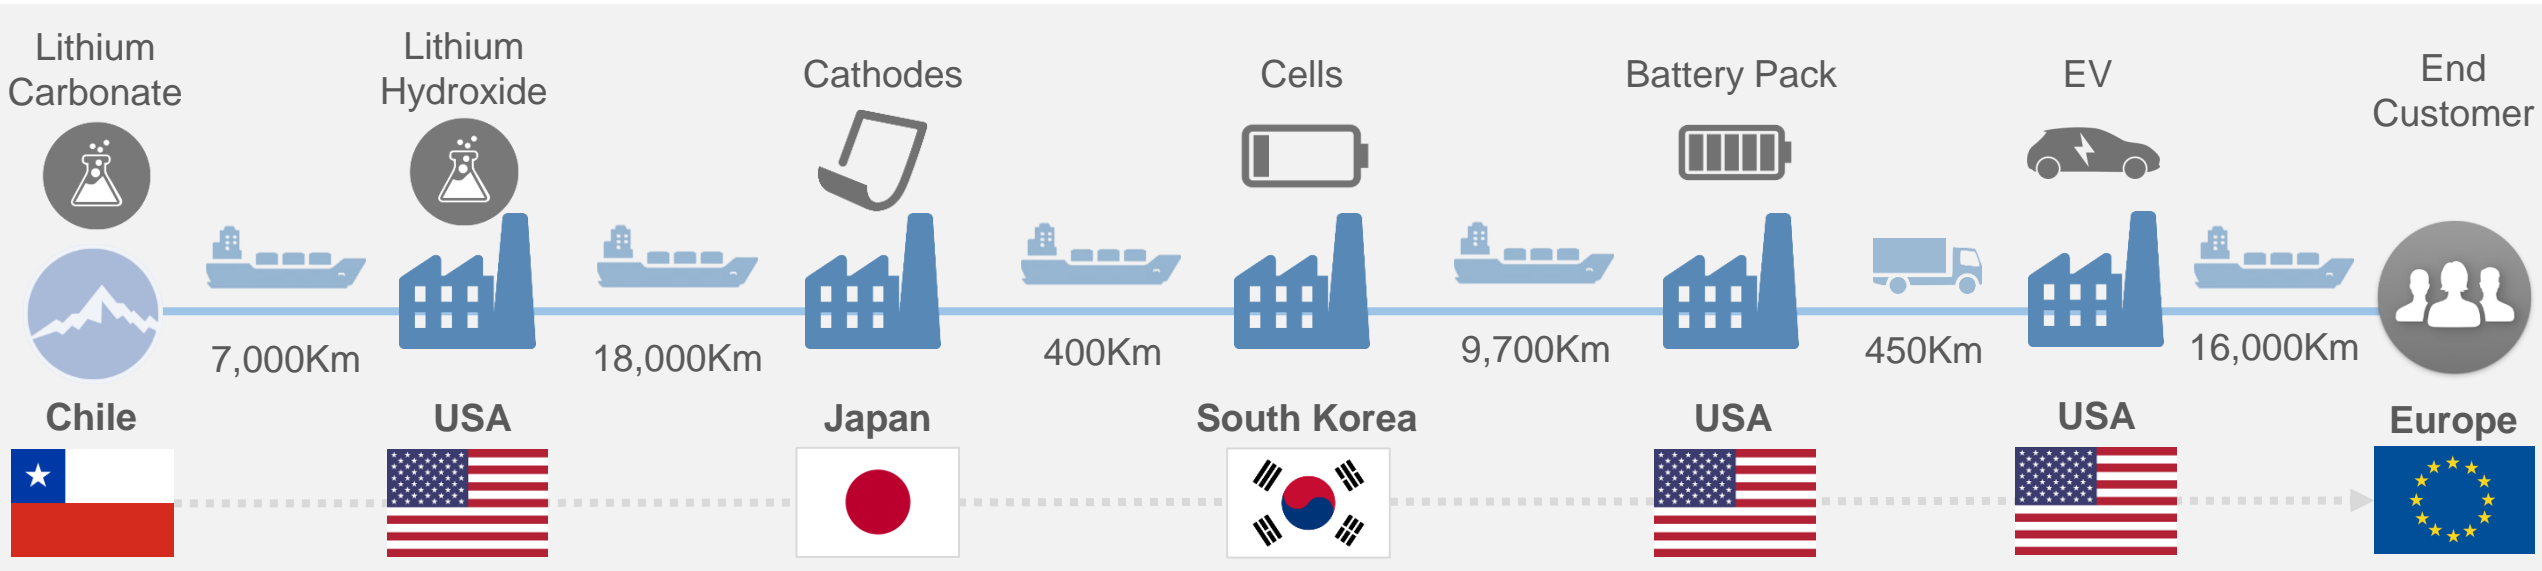 Lithium
Carbonate
Lithium
Hydroxide
Cathodes
Cells
Battery Pack
EV
End
Customer
7,000Km
18,000Km
400Km
9,700Km
450Km
16,000Km
Chile
USA
Japan
South Korea
USA
USA
Europe